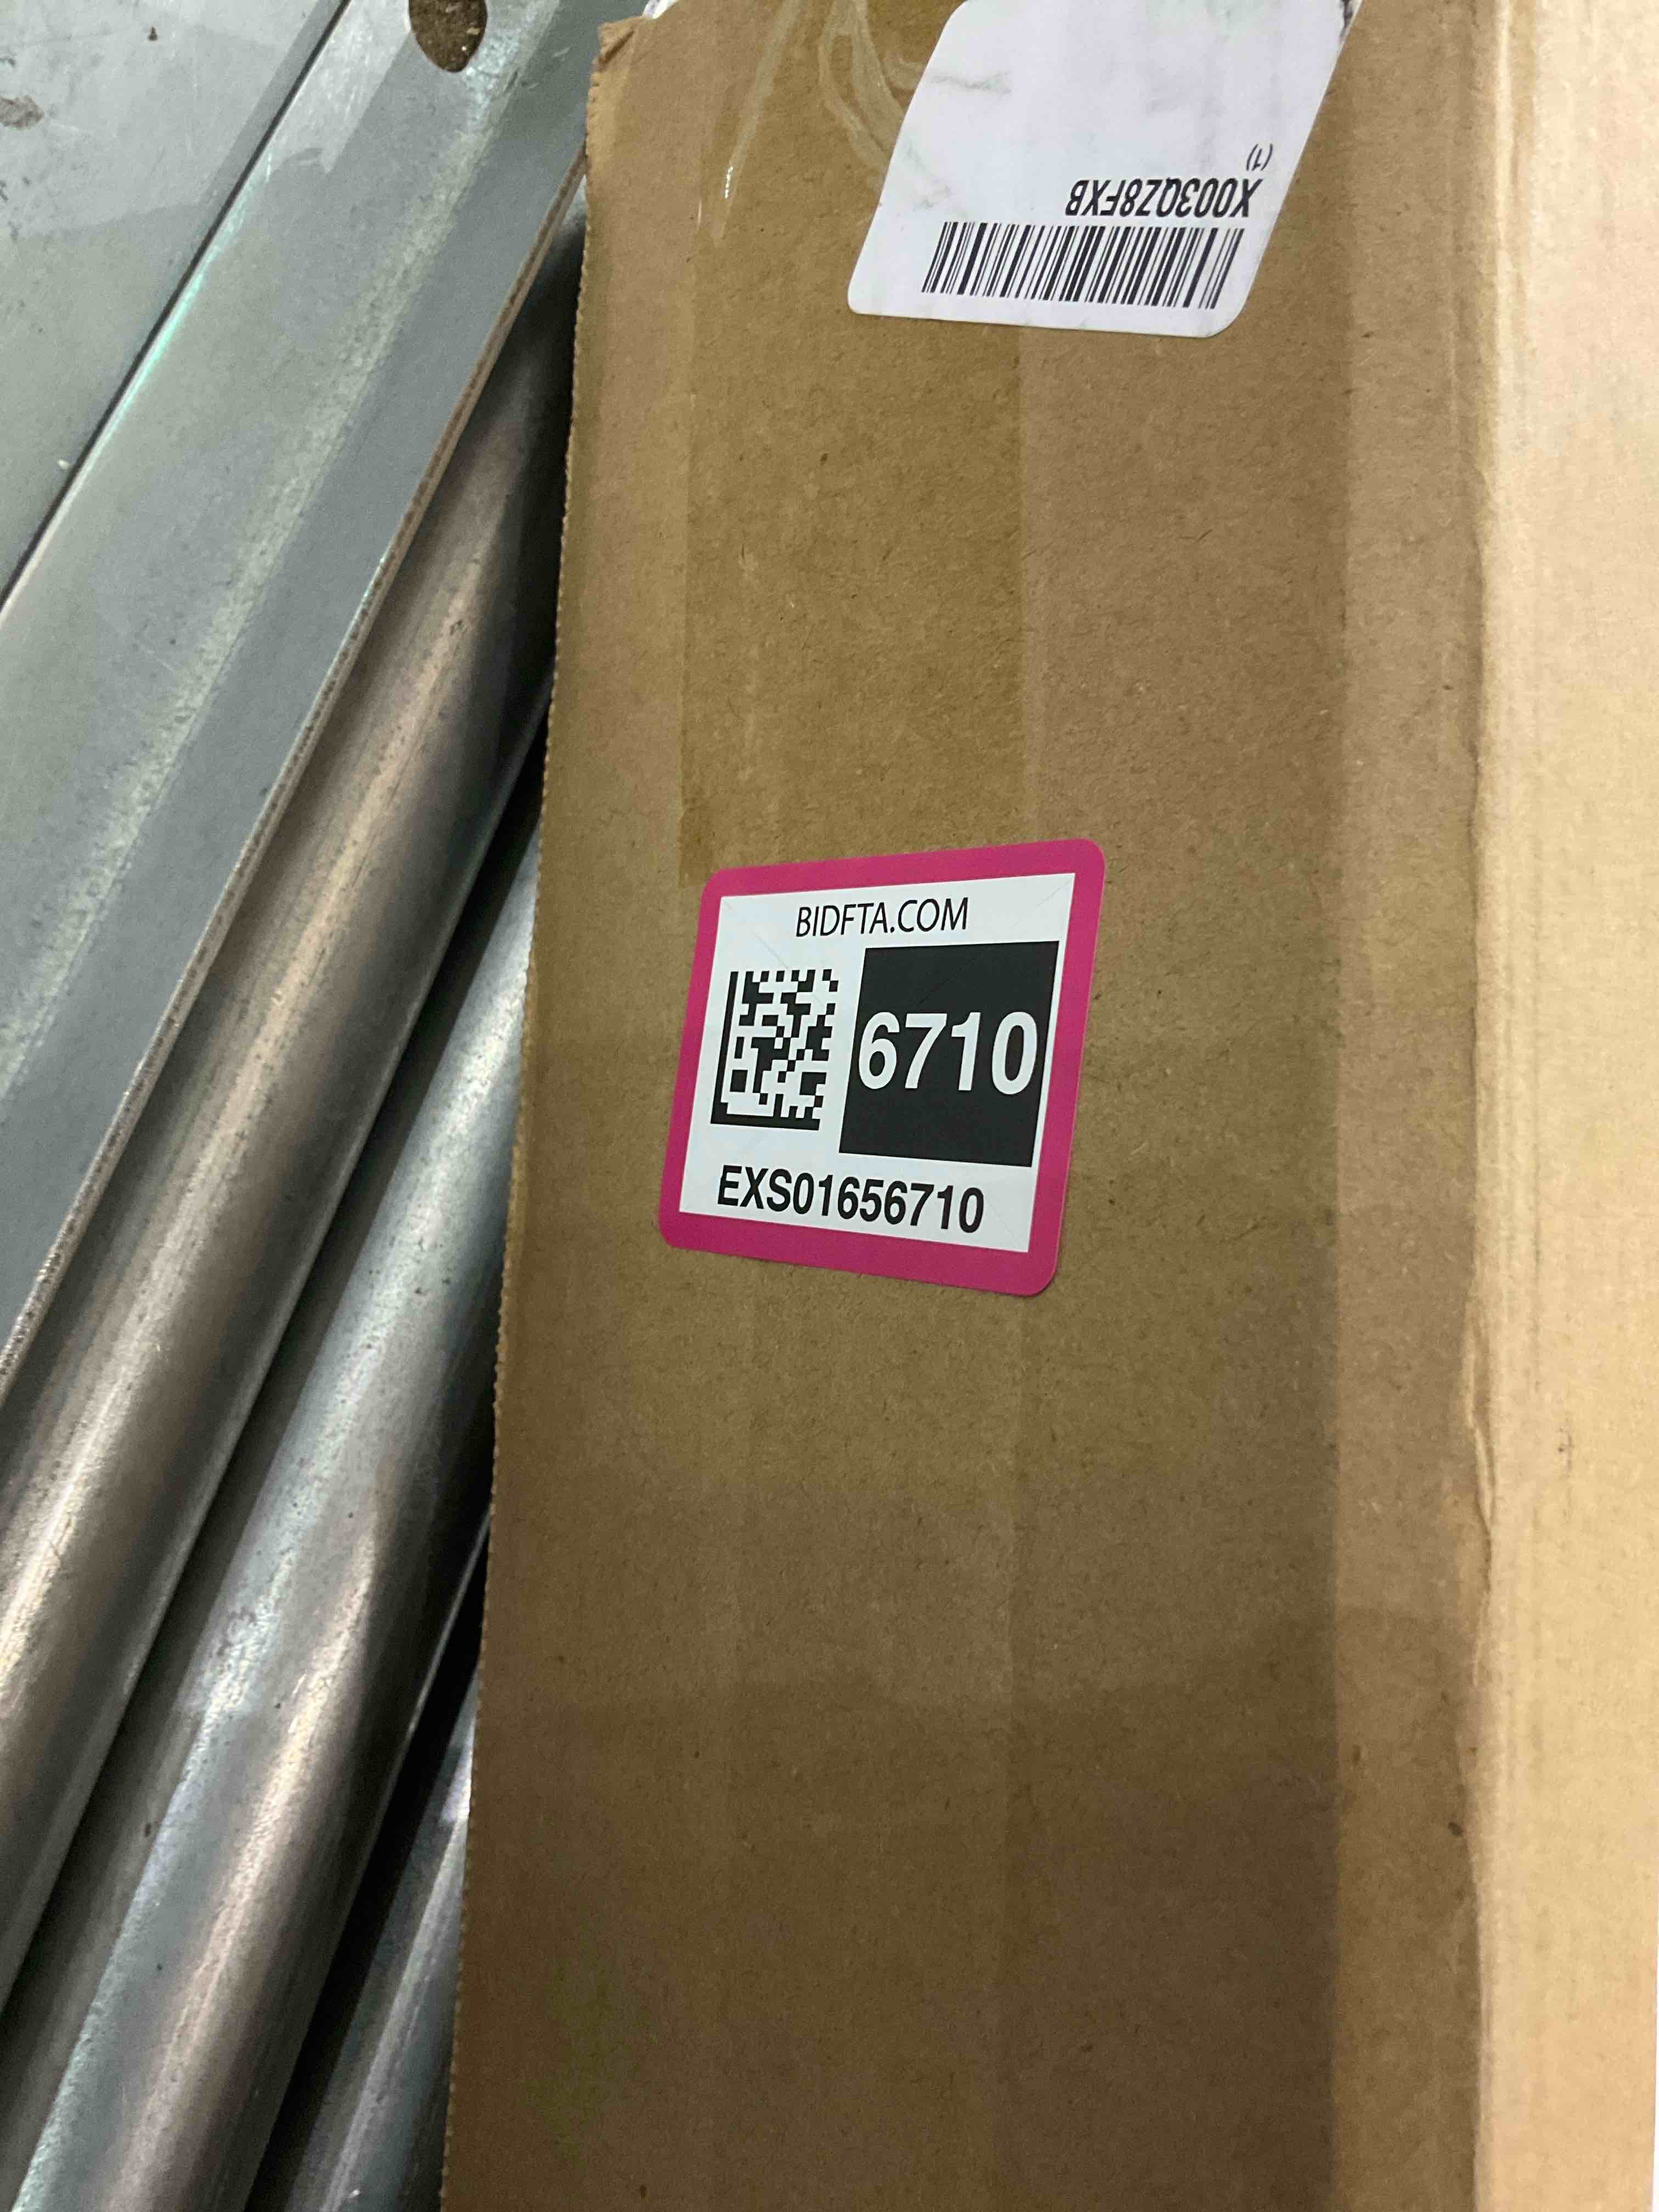 (1)
X003QZ8FXB
BIDFTA.COM
6710
EXS01656710